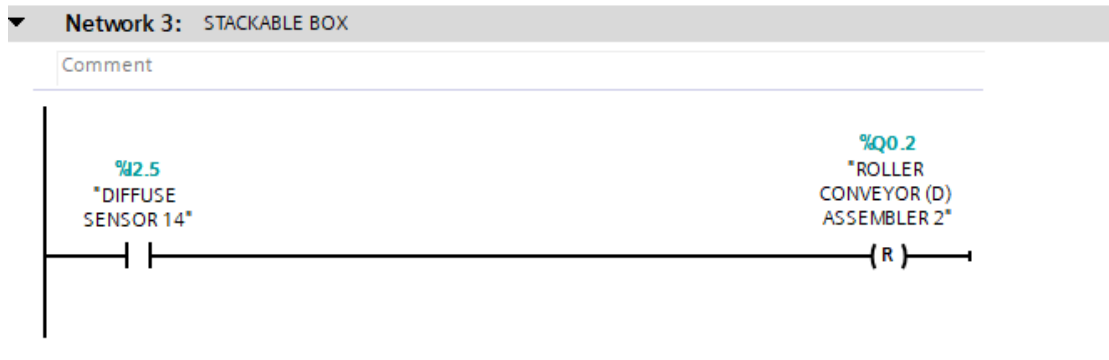 Network 3: STACKABLE BOX
Comment
%I2.5
"DIFFUSE
SENSOR 14"
%Q0.2
"ROLLER
CONVEYOR (D)
ASSEMBLER 2"
R